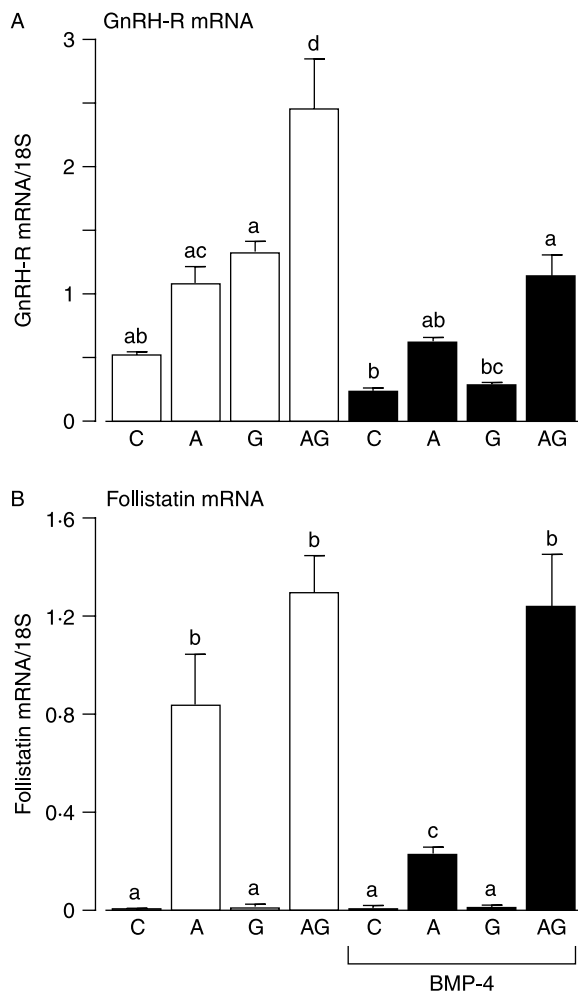 A GnRH-R mRNA
GnRH-R mRNA/18S
3
2
1
0
ab
ac
a
d
b
ab
bc
a
C A G AG C A G AG
B Follistatin mRNA
Follistatin mRNA/18S
1·6
1·2
0·8
0·4
0
a
b
a
b
a
c
a
b
C A G AG C A G AG
BMP-4